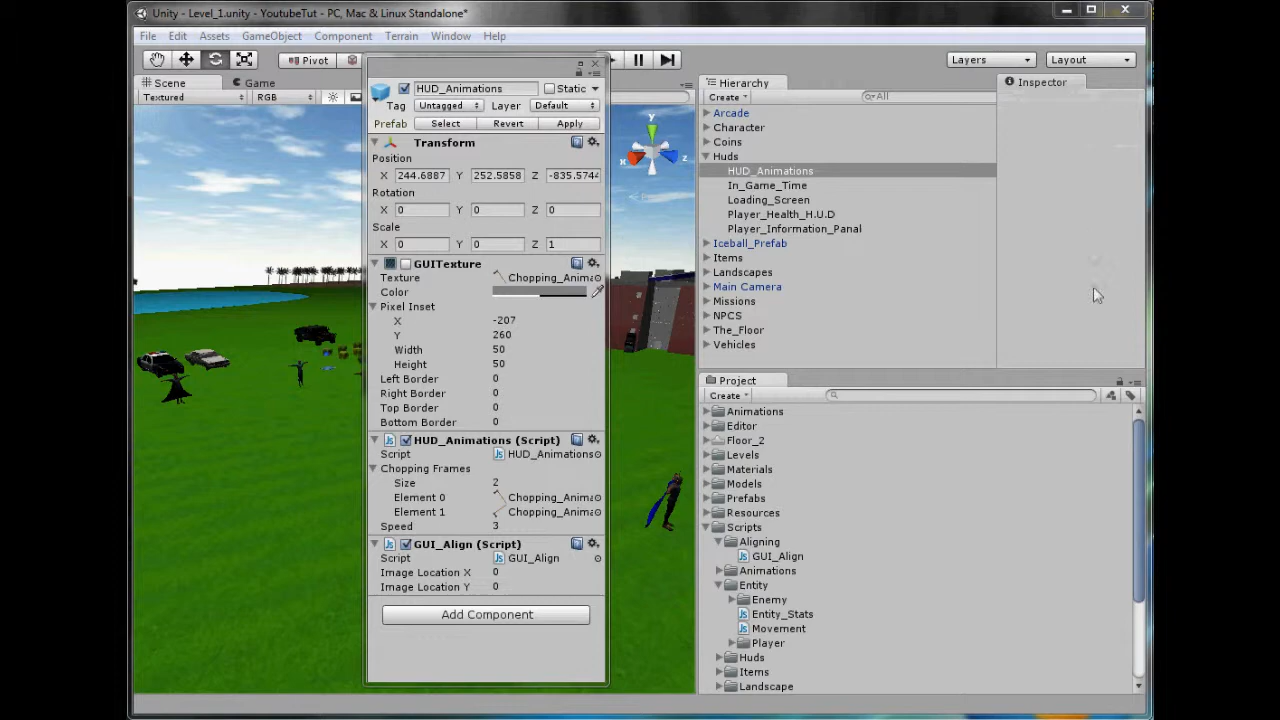 Unity - Level_1.unity - YoutubeTut - PC, Mac & Linux Standalone*
File Edit Assets GameObject Component Terrain Window Help
Pivot
Layers Layout
Scene Game
Textured RGB
HUD_Animations Static
Tag Untagged Layer Default
Prefab Select Revert Apply
Transform
Position
X 244.6887 Y 252.5858 Z -835.5744
Rotation
X 0 Y 0 Z 0
Scale
X 0 Y 0 Z 1
GUITexture
Texture Chopping_Anima
Color
Pixel Inset
X -207
Y 260
Width 50
Height 50
Left Border 0
Right Border 0
Top Border 0
Bottom Border 0
HUD_Animations (Script)
Script HUD_Animations
Chopping Frames
Size 2
Element 0 Chopping_Anima
Element 1 Chopping_Anima
Speed 3
GUI_Align (Script)
Script GUI_Align
Image Location X 0
Image Location Y 0
Add Component
y
x z
Hierarchy
Create All
Arcade
Character
Coins
Huds
HUD_Animations
In_Game_Time
Loading_Screen
Player_Health_H.U.D
Player_Information_Panal
Iceball_Prefab
Items
Landscapes
Main Camera
Missions
NPCS
The_Floor
Vehicles
Inspector
Project
Create
Animations
Editor
Floor_2
Levels
Materials
Models
Prefabs
Resources
Scripts
Aligning
GUI_Align
Animations
Entity
Enemy
Entity_Stats
Movement
Player
Huds
Items
Landscape